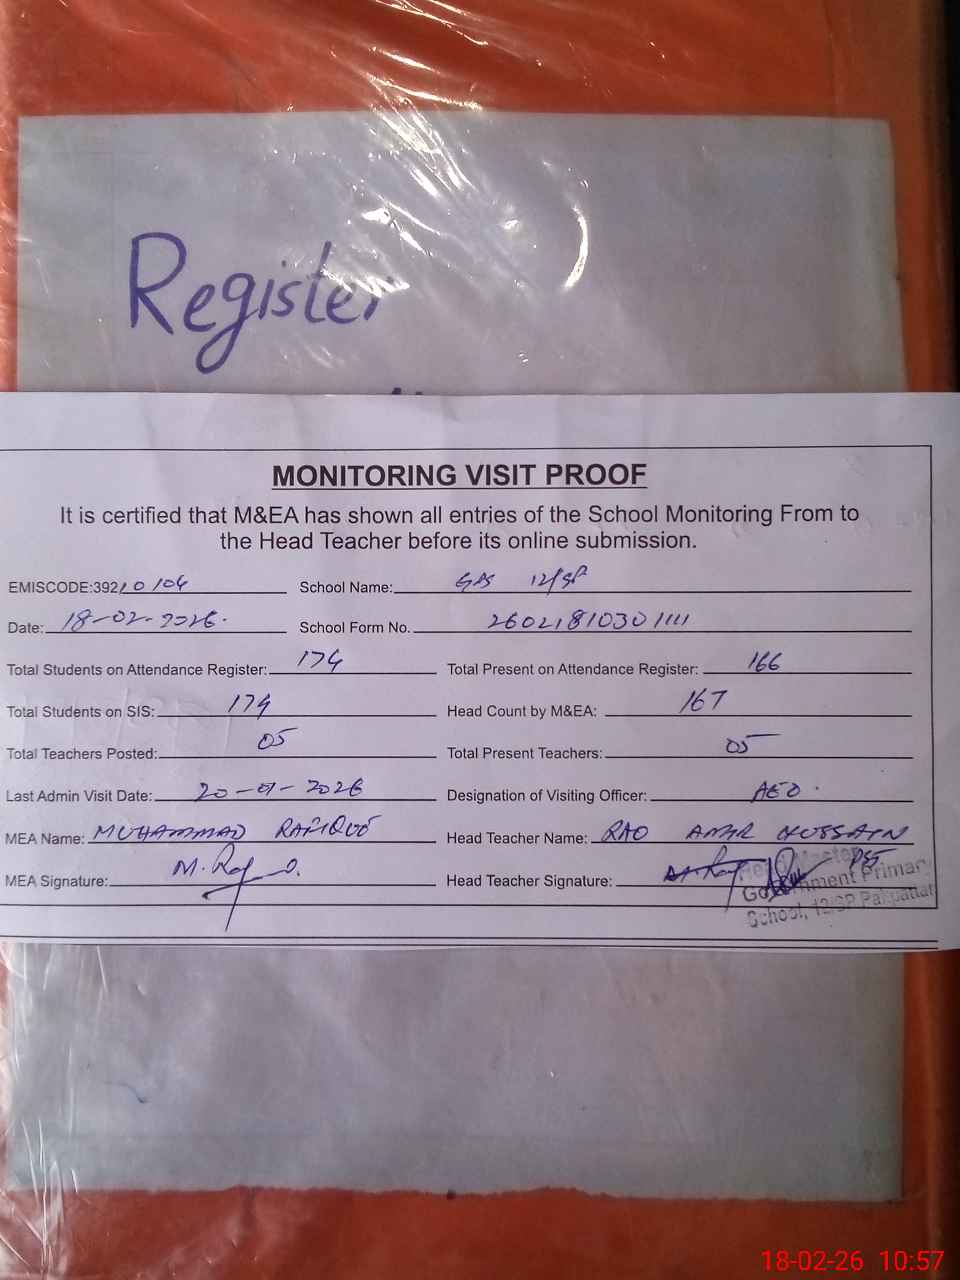 Register
MONITORING VISIT PROOF
It is certified that M&EA has shown all entries of the School Monitoring From to
the Head Teacher before its online submission.
EMISCODE:39210104 School Name: GPS 12/SP
Date: 18-02-2026. School Form No. 26021810301111
Total Students on Attendance Register: 174 Total Present on Attendance Register: 166
Total Students on SIS: 174 Head Count by M&EA: 167
Total Teachers Posted: 05 Total Present Teachers: 05
Last Admin Visit Date: 20-01-2026 Designation of Visiting Officer: AEO.
MEA Name: MUHAMMAD RAFIQUE Head Teacher Name: RAO AMIR HUSSAIN
PST
MEA Signature: Head Teacher Signature:
Head Master
Government Primary
School, 12/SP Pakpattan
18-02-26 10:57